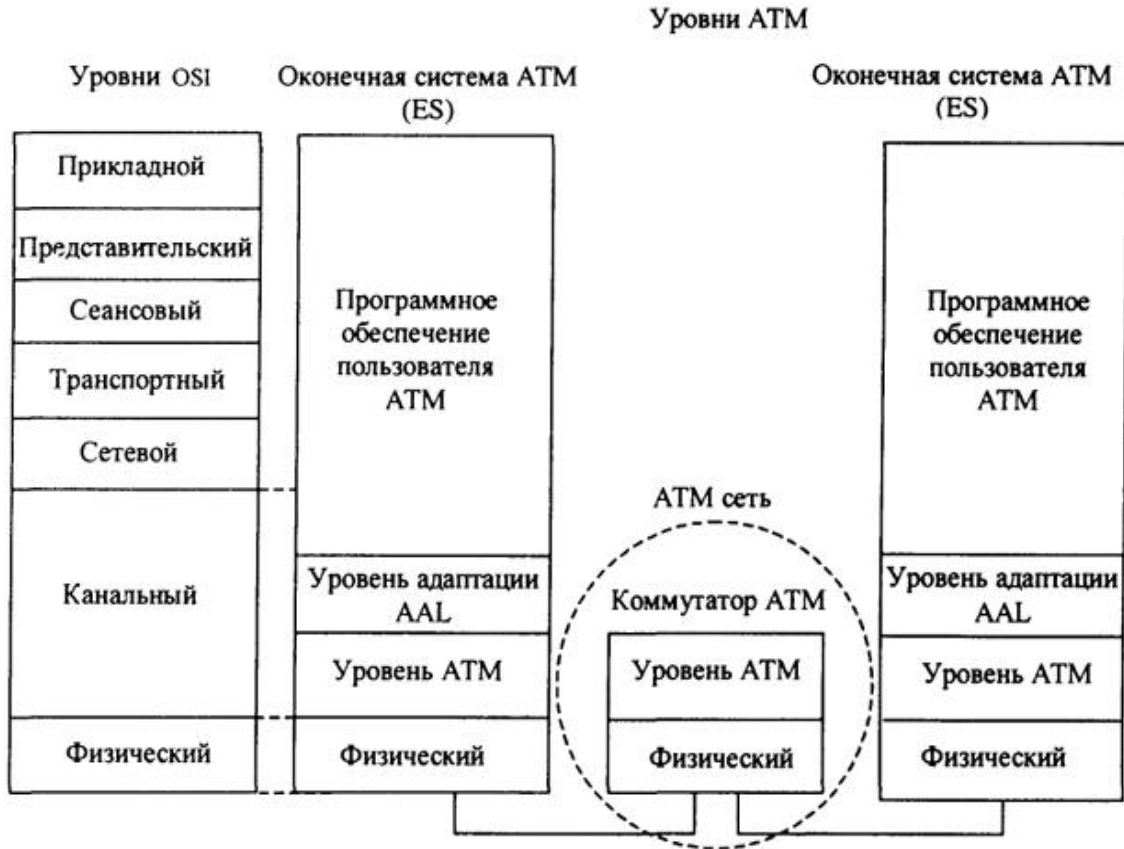 Уровни АТМ
Уровни OSI
Оконечная система АТМ
(ES)
Оконечная система АТМ
(ES)
Прикладной
Представительский
Сеансовый
Транспортный
Сетевой
Канальный
Физический
Программное
обеспечение
пользователя
АТМ
Уровень адаптации
AAL
Уровень АТМ
Физический
АТМ сеть
Коммутатор АТМ
Уровень АТМ
Физический
Программное
обеспечение
пользователя
АТМ
Уровень адаптации
AAL
Уровень АТМ
Физический